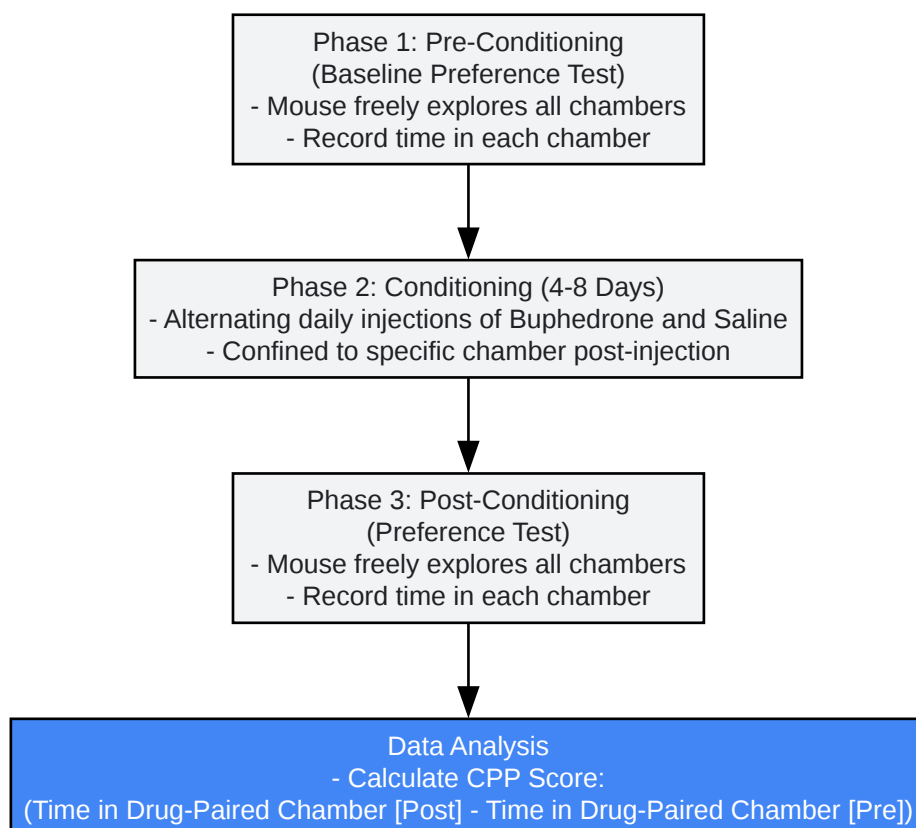 Phase 1: Pre-Conditioning
(Baseline Preference Test)
- Mouse freely explores all chambers
- Record time in each chamber
Phase 2: Conditioning (4-8 Days)
- Alternating daily injections of Buphedrone and Saline
- Confined to specific chamber post-injection
Phase 3: Post-Conditioning
(Preference Test)
- Mouse freely explores all chambers
- Record time in each chamber
Data Analysis
- Calculate CPP Score:
(Time in Drug-Paired Chamber [Post] - Time in Drug-Paired Chamber [Pre])